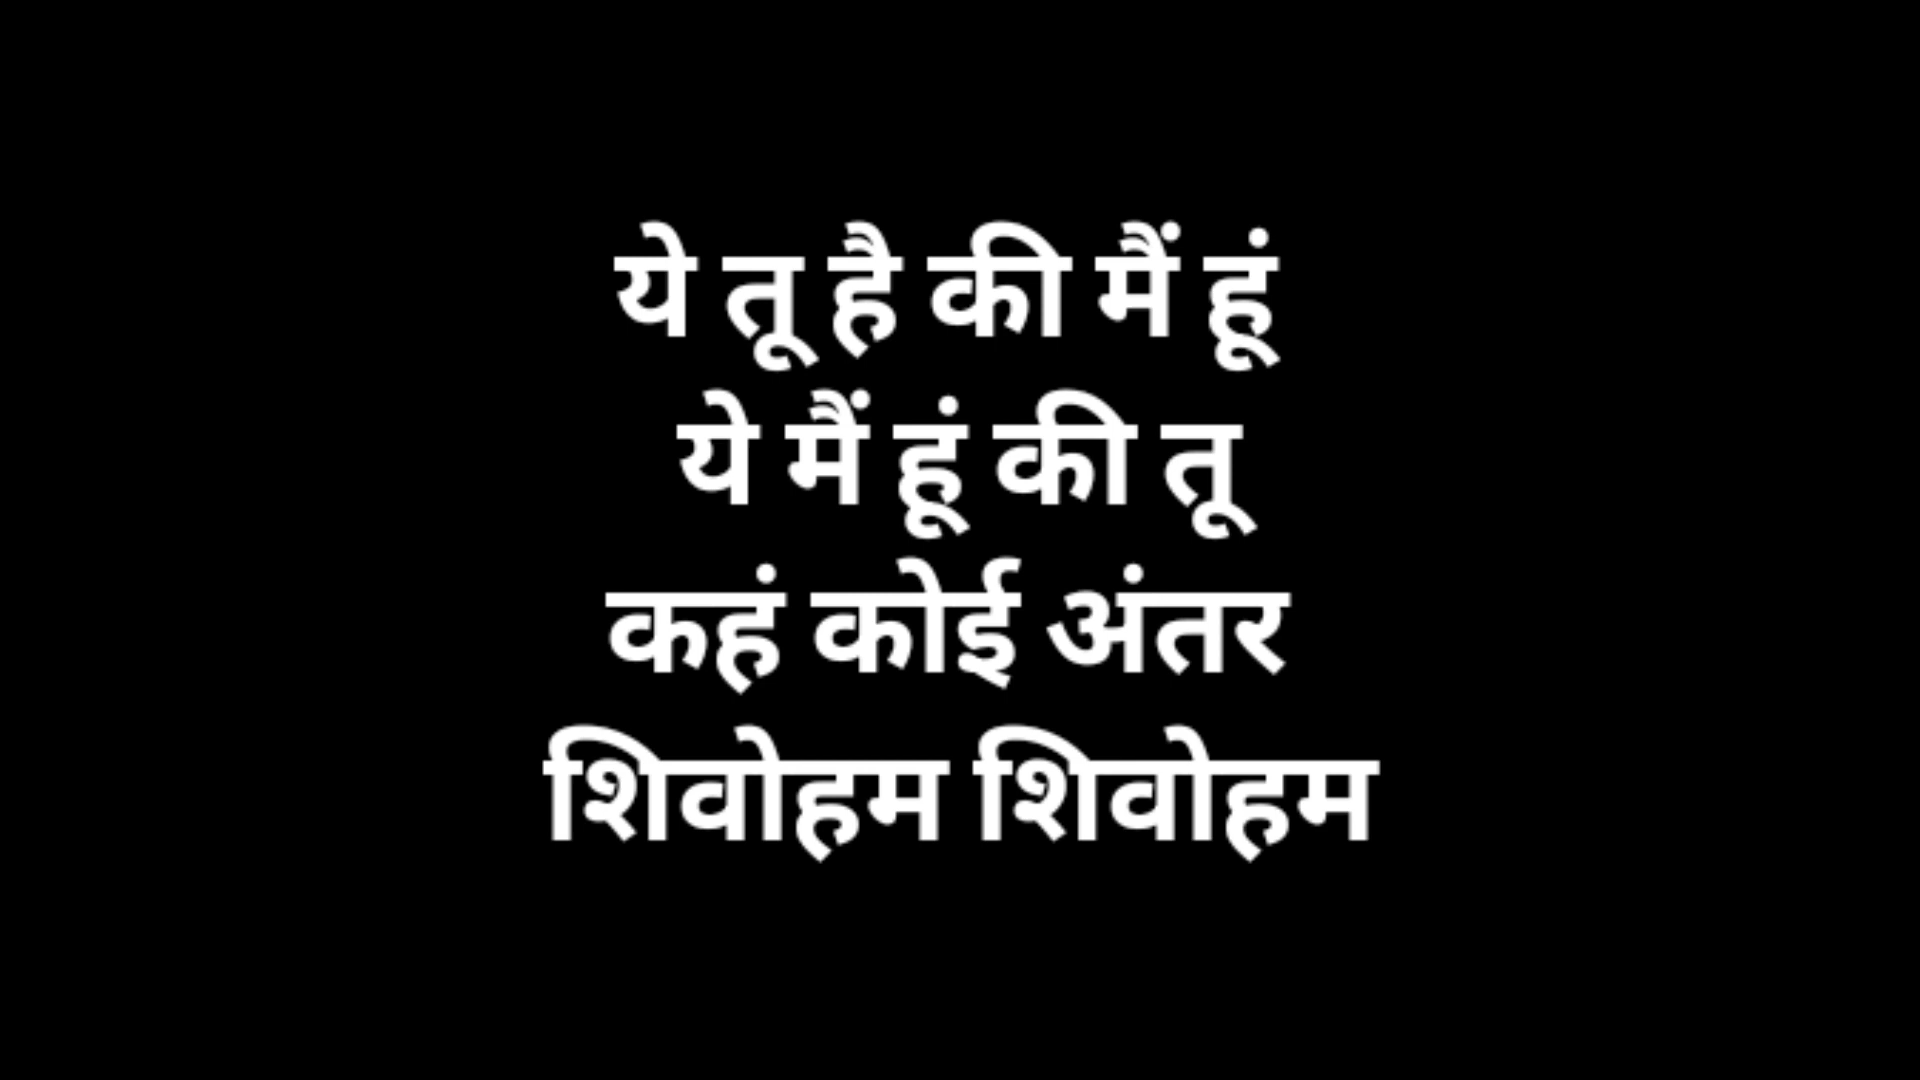 ये तू है की मैं हूं
ये मैं हूं की तू
कहं कोई अंतर
शिवोहम शिवोहम